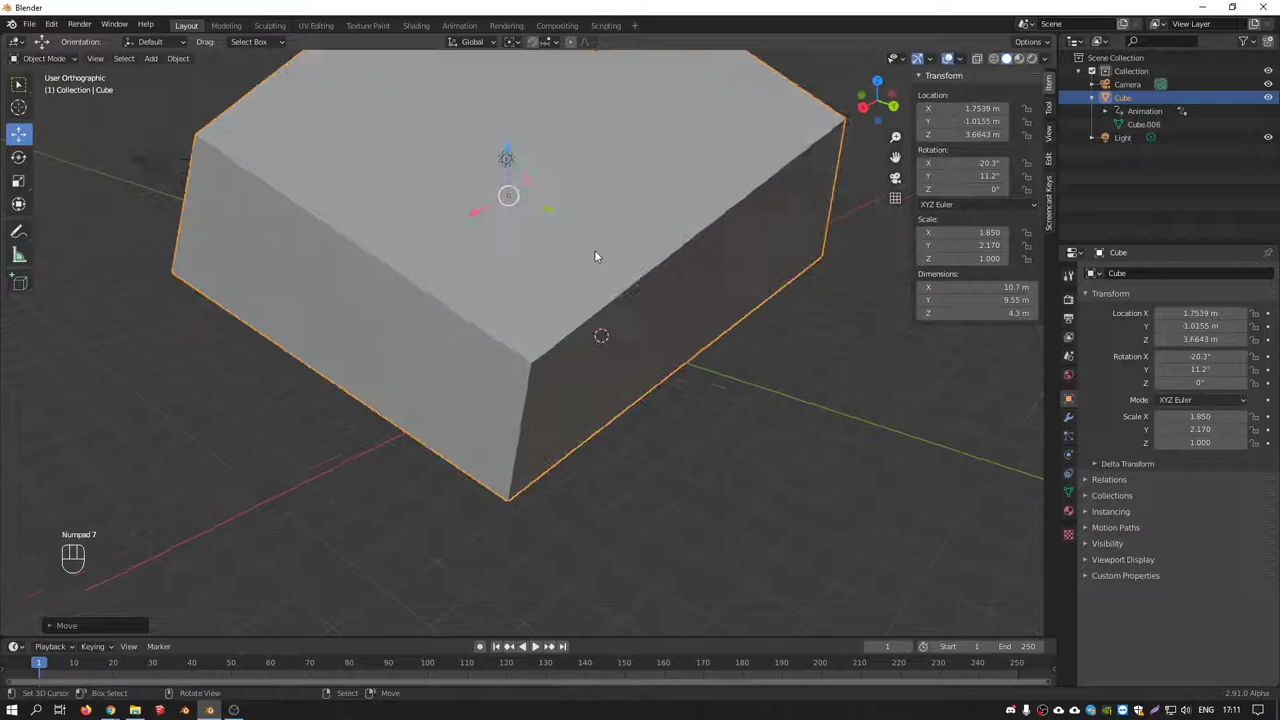 Blender
File Edit Render Window Help Layout Modeling Sculpting UV Editing Texture Paint Shading Animation Rendering Compositing Scripting + Scene View Layer
Orientation: Default Drag: Select Box Global Options
Object Mode View Select Add Object
User Orthographic
(1) Collection | Cube
Transform
Location:
X 1.7539 m
Y -1.0155 m
Z 3.6643 m
Rotation:
X -20.3°
Y 11.2°
Z 0°
XYZ Euler
Scale:
X 1.850
Y 2.170
Z 1.000
Dimensions:
X 10.7 m
Y 9.55 m
Z 4.3 m
Item
Tool
View
Edit
Screencast Keys
Scene Collection
Collection
Camera
Cube
Animation
Cube.006
Light
Cube
Cube
Transform
Location X 1.7539 m
Y -1.0155 m
Z 3.6643 m
Rotation X -20.3°
Y 11.2°
Z 0°
Mode XYZ Euler
Scale X 1.850
Y 2.170
Z 1.000
Delta Transform
Relations
Collections
Instancing
Motion Paths
Visibility
Viewport Display
Custom Properties
Numpad 7
Move
Playback Keying View Marker 1 Start 1 End 250
1 10 20 30 40 50 60 70 80 90 100 110 120 130 140 150 160 170 180 190 200 210 220 230 240 250
Set 3D Cursor Box Select Rotate View Select Move 2.91.0 Alpha
ENG 17:11